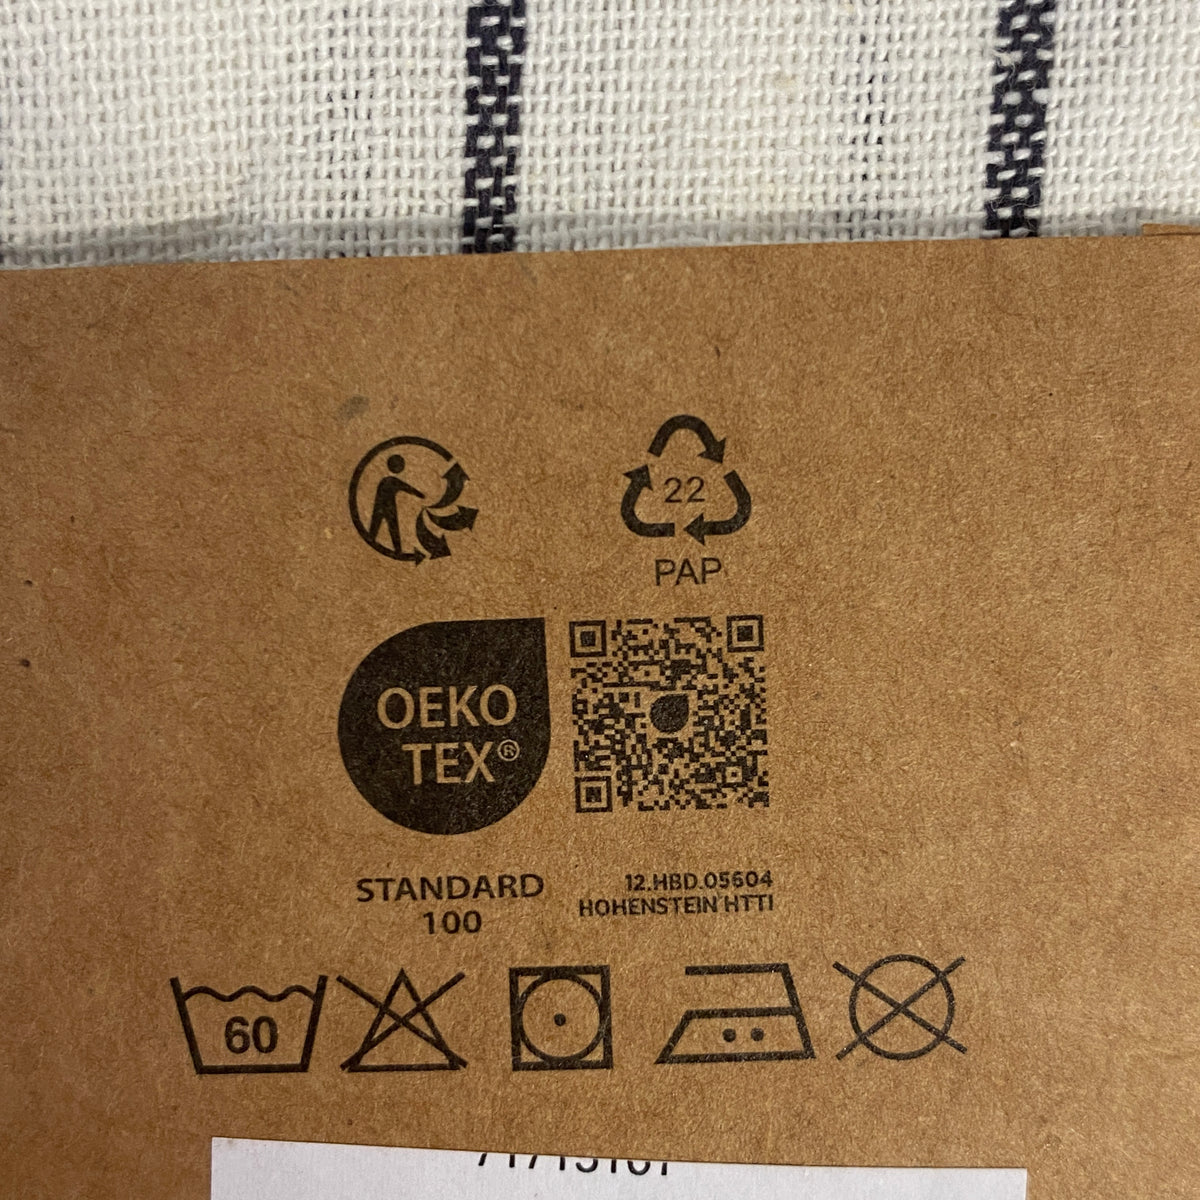 22
PAP
OEKO
TEX®
STANDARD
100
12.HBD.05604
HOHENSTEIN HTTI
60